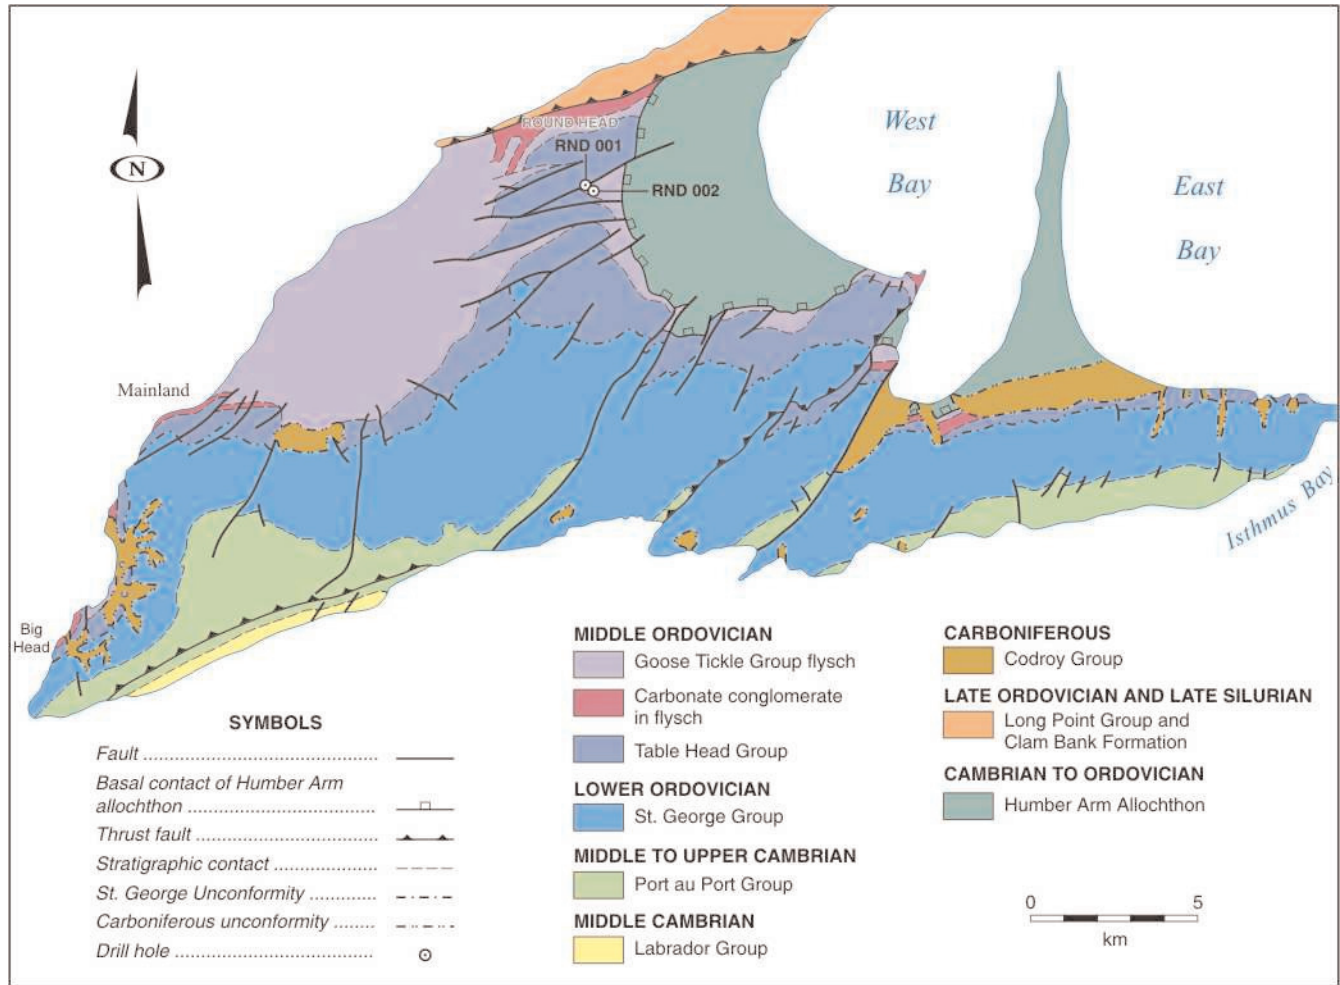 West
Bay
East
Bay
N
ROUND HEAD
RND 001
RND 002
Mainland
Isthmus Bay
Big
Head
SYMBOLS
Fault
Basal contact of Humber Arm
allochthon
Thrust fault
Stratigraphic contact
St. George Unconformity
Carboniferous unconformity
Drill hole
MIDDLE ORDOVICIAN
Goose Tickle Group flysch
Carbonate conglomerate
in flysch
Table Head Group
LOWER ORDOVICIAN
St. George Group
MIDDLE TO UPPER CAMBRIAN
Port au Port Group
MIDDLE CAMBRIAN
Labrador Group
CARBONIFEROUS
Codroy Group
LATE ORDOVICIAN AND LATE SILURIAN
Long Point Group and
Clam Bank Formation
CAMBRIAN TO ORDOVICIAN
Humber Arm Allochthon
0 5
km